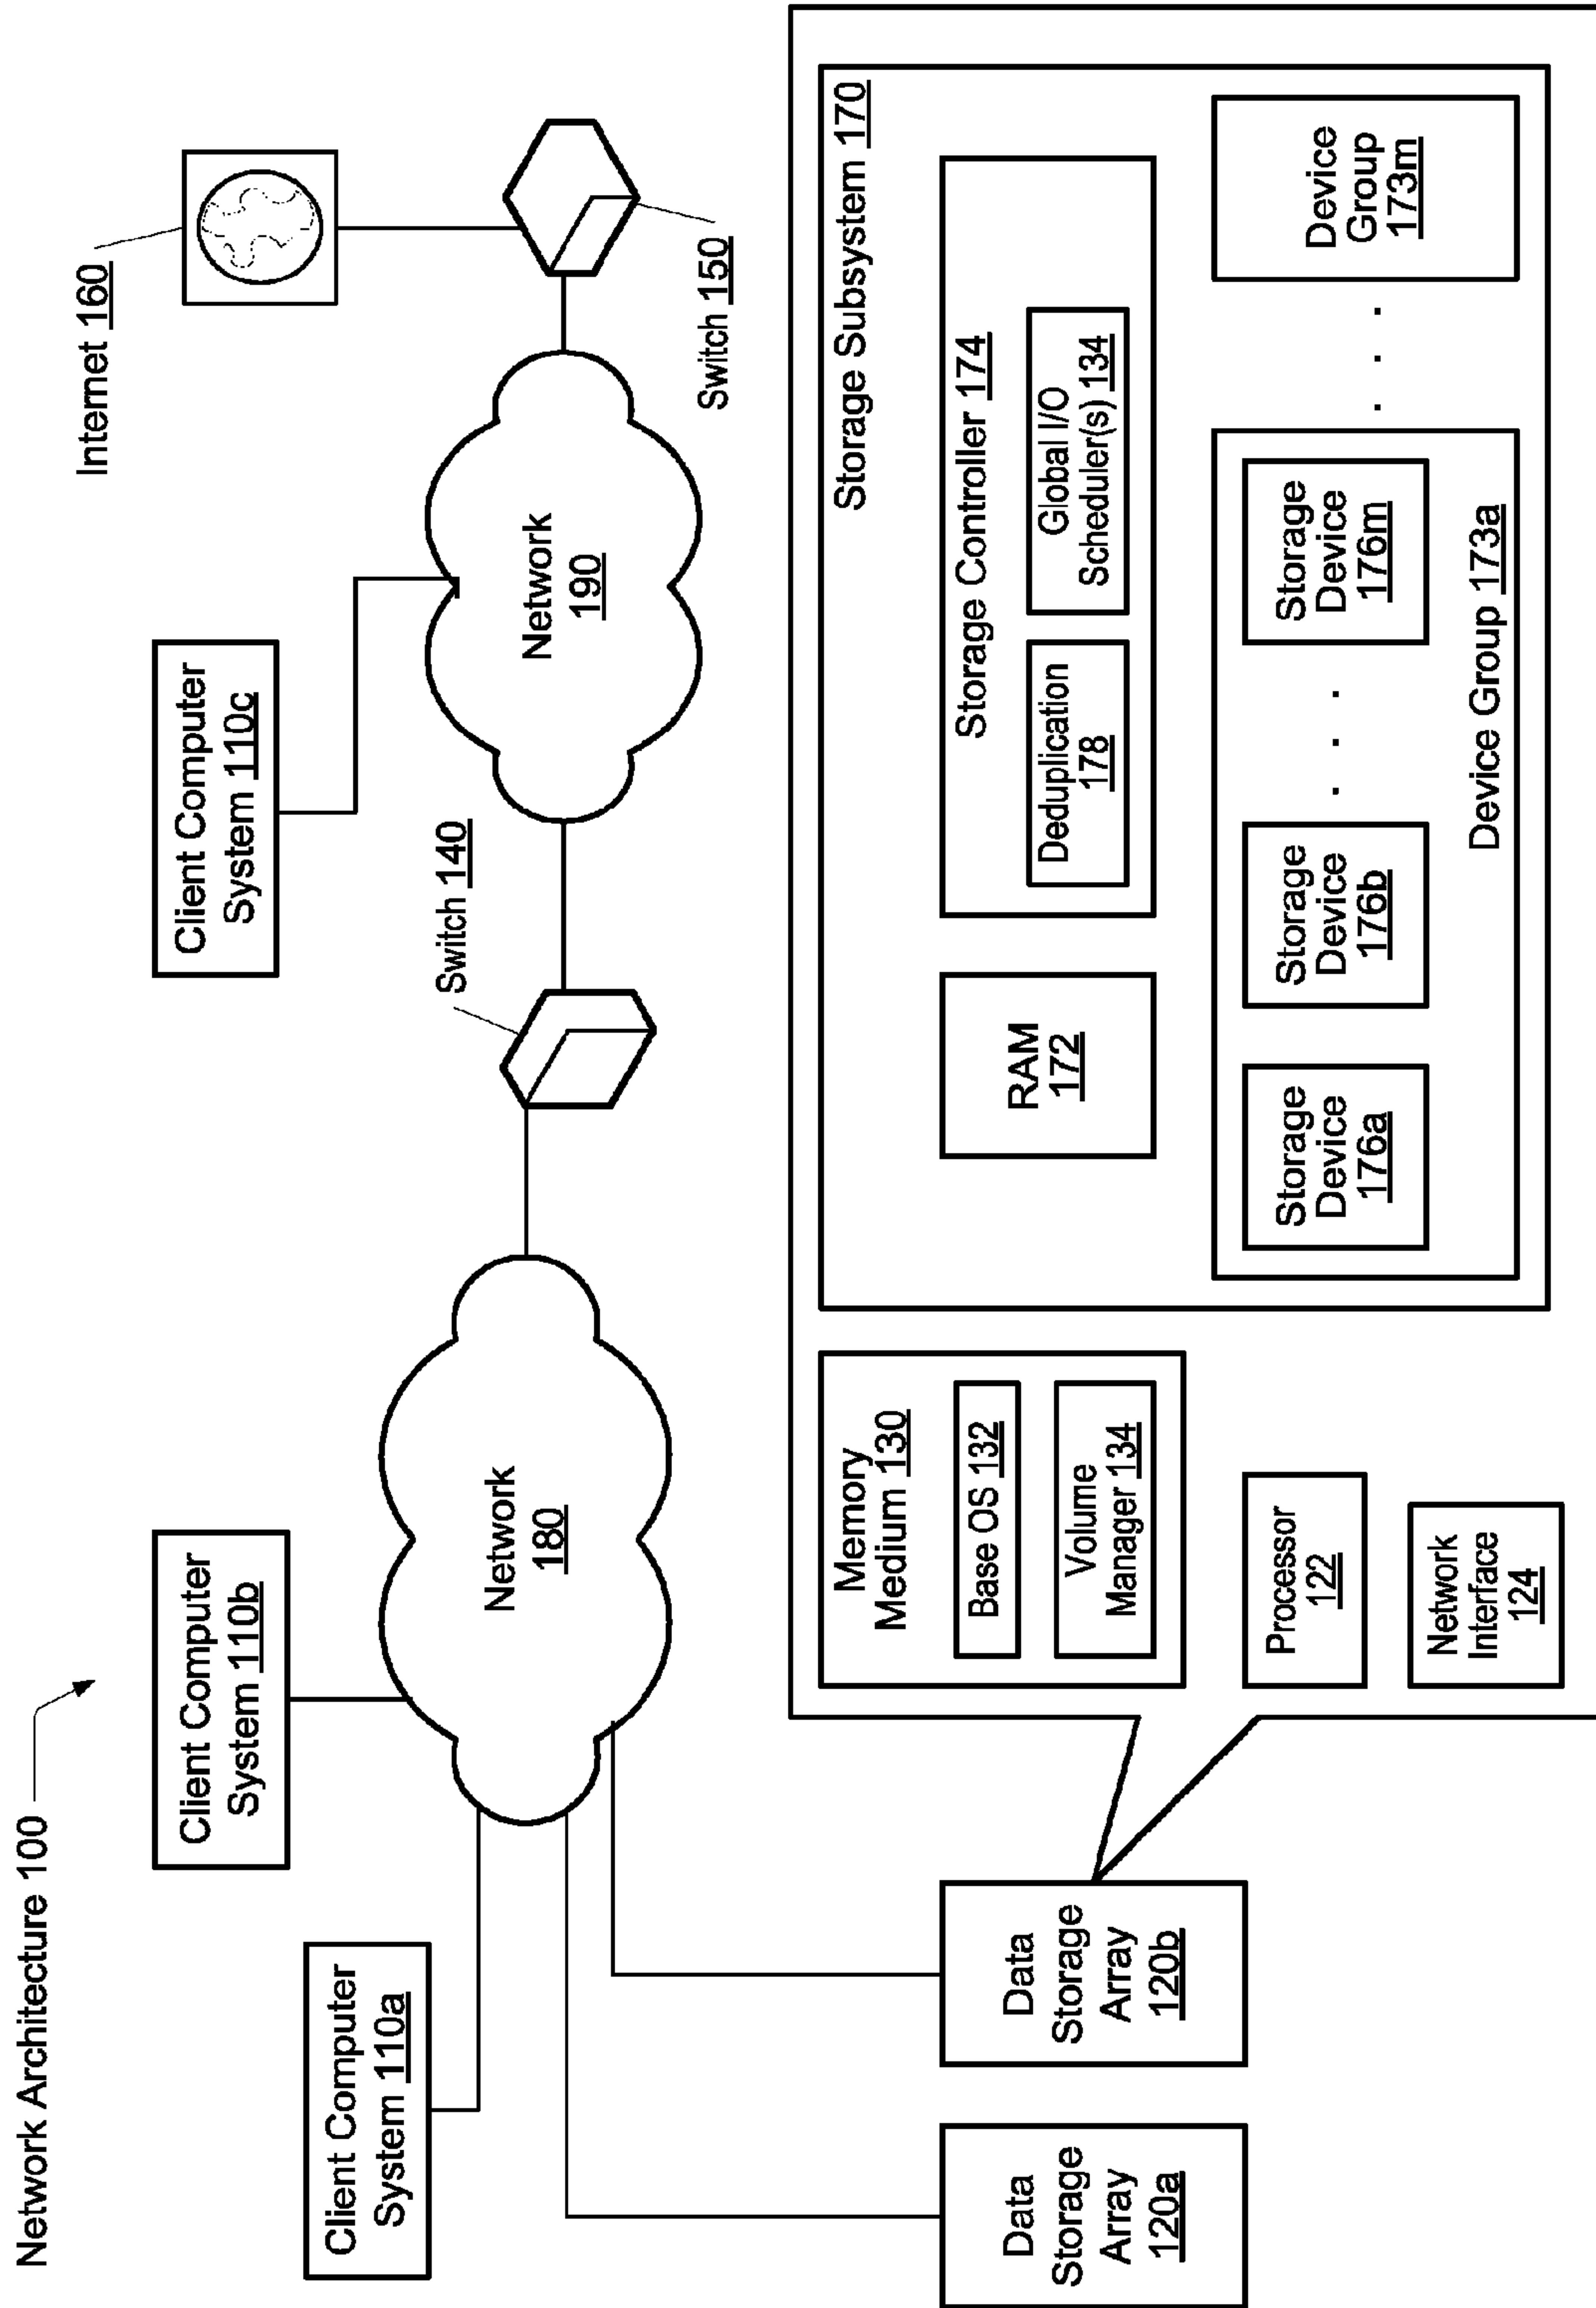 Network Architecture 100
Client Computer
System 110a
Client Computer
System 110b
Client Computer
System 110c
Internet 160
Switch 140
Switch 150
Network
180
Network
190
Data
Storage
Array
120a
Data
Storage
Array
120b
Memory
Medium 130
Base OS 132
Volume
Manager 134
Processor
122
Network
Interface
124
Storage Subsystem 170
RAM
172
Storage Controller 174
Deduplication
178
Global I/O
Scheduler(s) 134
Storage
Device
176a
Storage
Device
176b
. . .
Storage
Device
176m
Device Group 173a
. . .
Device
Group
173m